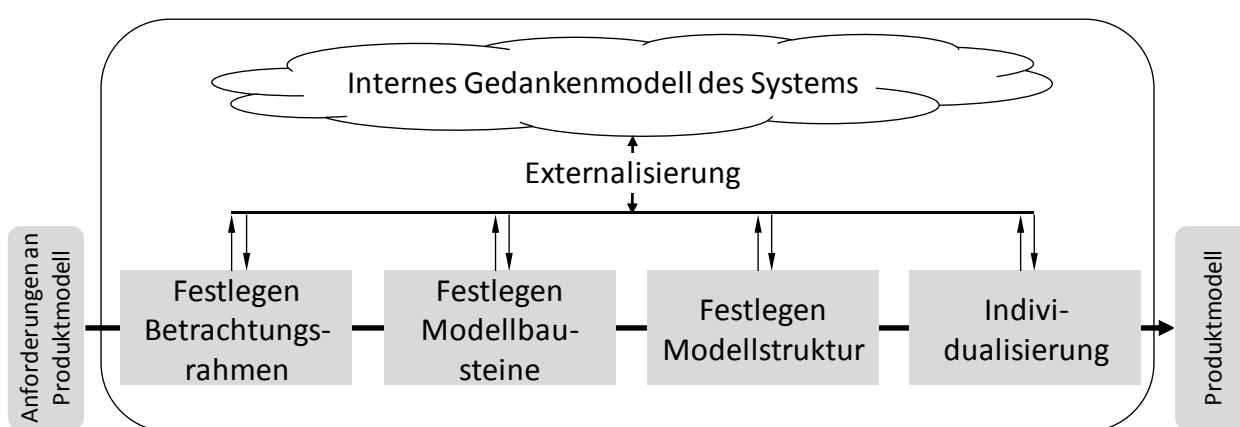 Internes Gedankenmodell des Systems
Externalisierung
Anforderungen an
Produktmodell
Festlegen
Betrachtungs-
rahmen
Festlegen
Modellbau-
steine
Festlegen
Modellstruktur
Indivi-
dualisierung
Produktmodell